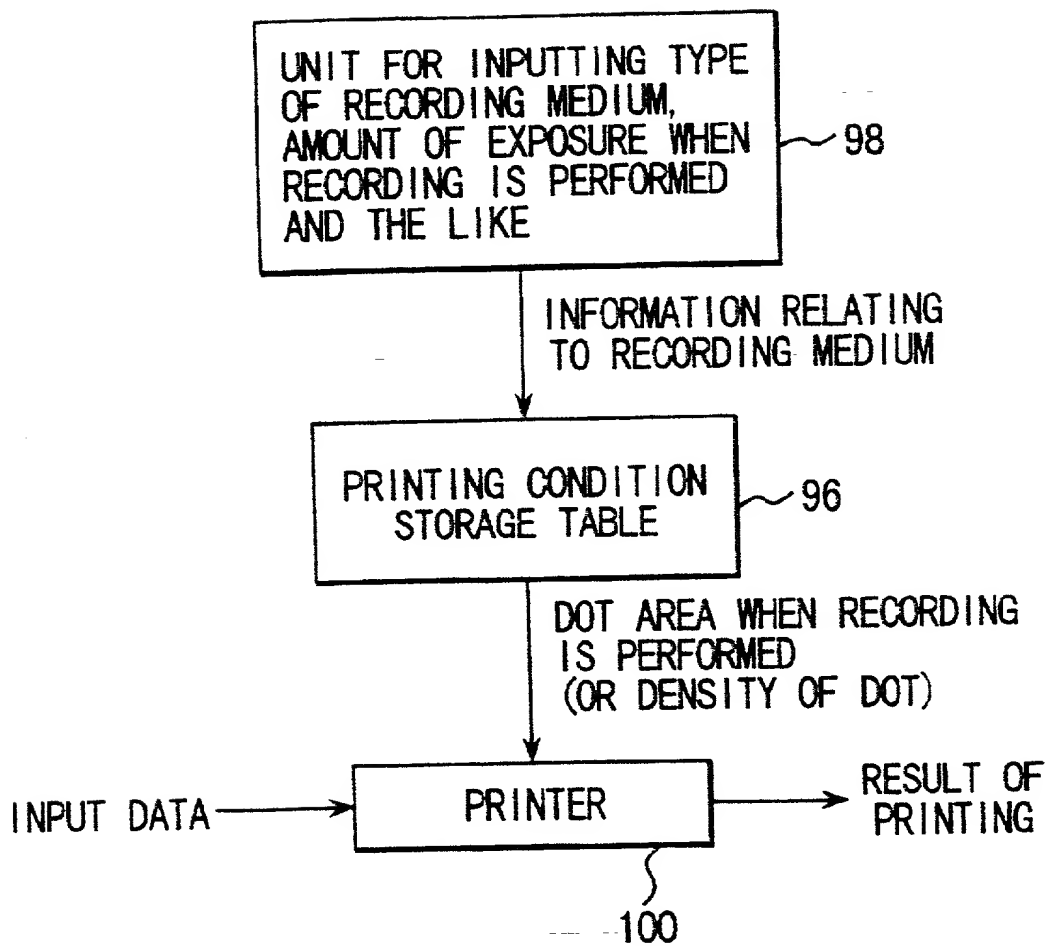 UNIT FOR INPUTTING TYPE
OF RECORDING MEDIUM,
AMOUNT OF EXPOSURE WHEN
RECORDING IS PERFORMED
AND THE LIKE
98
INFORMATION RELATING
TO RECORDING MEDIUM
PRINTING CONDITION
STORAGE TABLE
96
DOT AREA WHEN RECORDING
IS PERFORMED
(OR DENSITY OF DOT)
INPUT DATA
PRINTER
RESULT OF
PRINTING
100